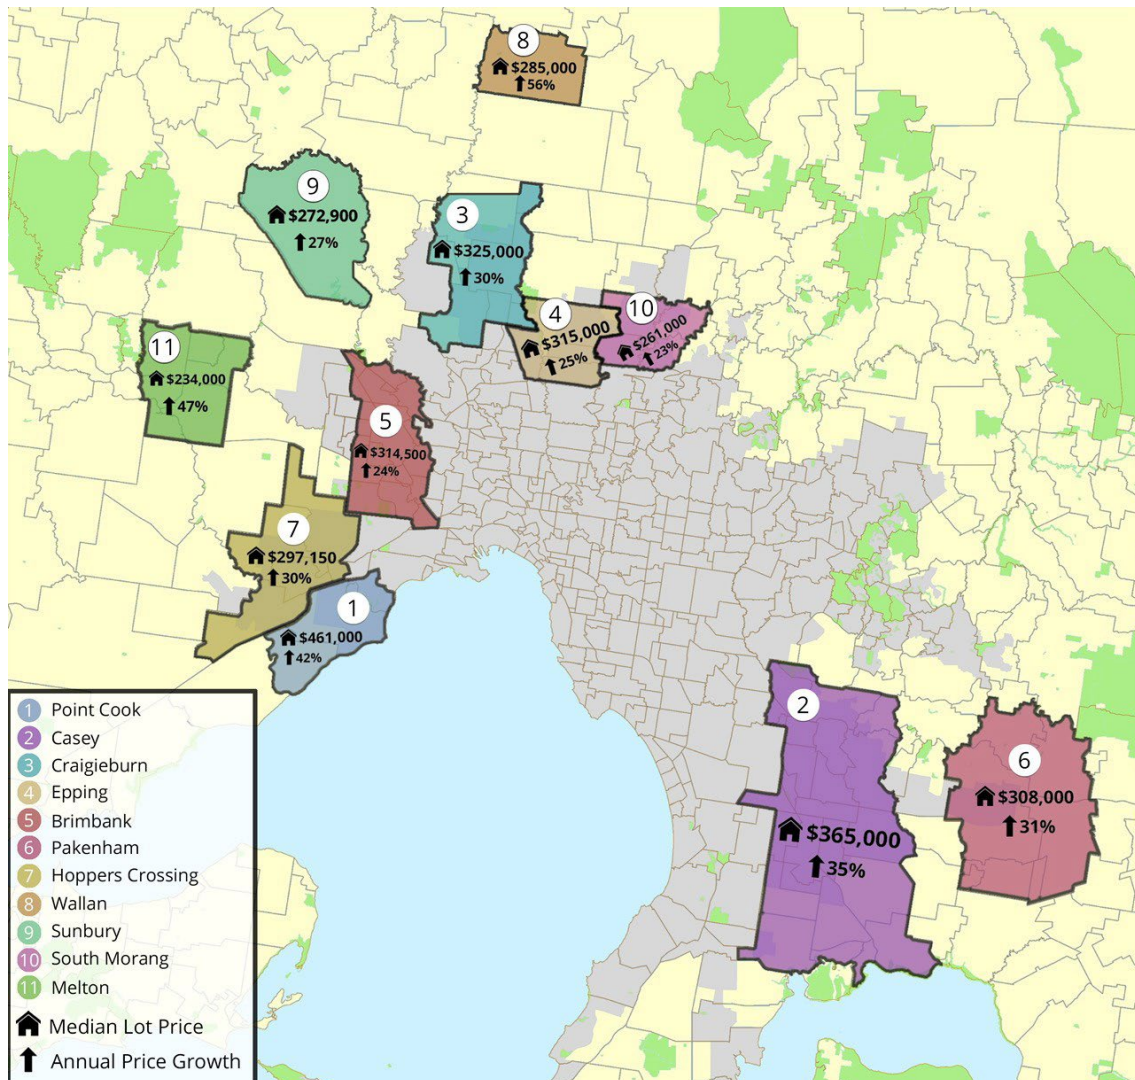 8
$285,000
56%
9
$272,900
27%
3
$325,000
30%
4
$315,000
25%
10
$261,000
23%
11
$234,000
47%
5
$314,500
24%
7
$297,150
30%
1
$461,000
42%
2
$365,000
35%
6
$308,000
31%
1 Point Cook
2 Casey
3 Craigieburn
4 Epping
5 Brimbank
6 Pakenham
7 Hoppers Crossing
8 Wallan
9 Sunbury
10 South Morang
11 Melton
Median Lot Price
Annual Price Growth